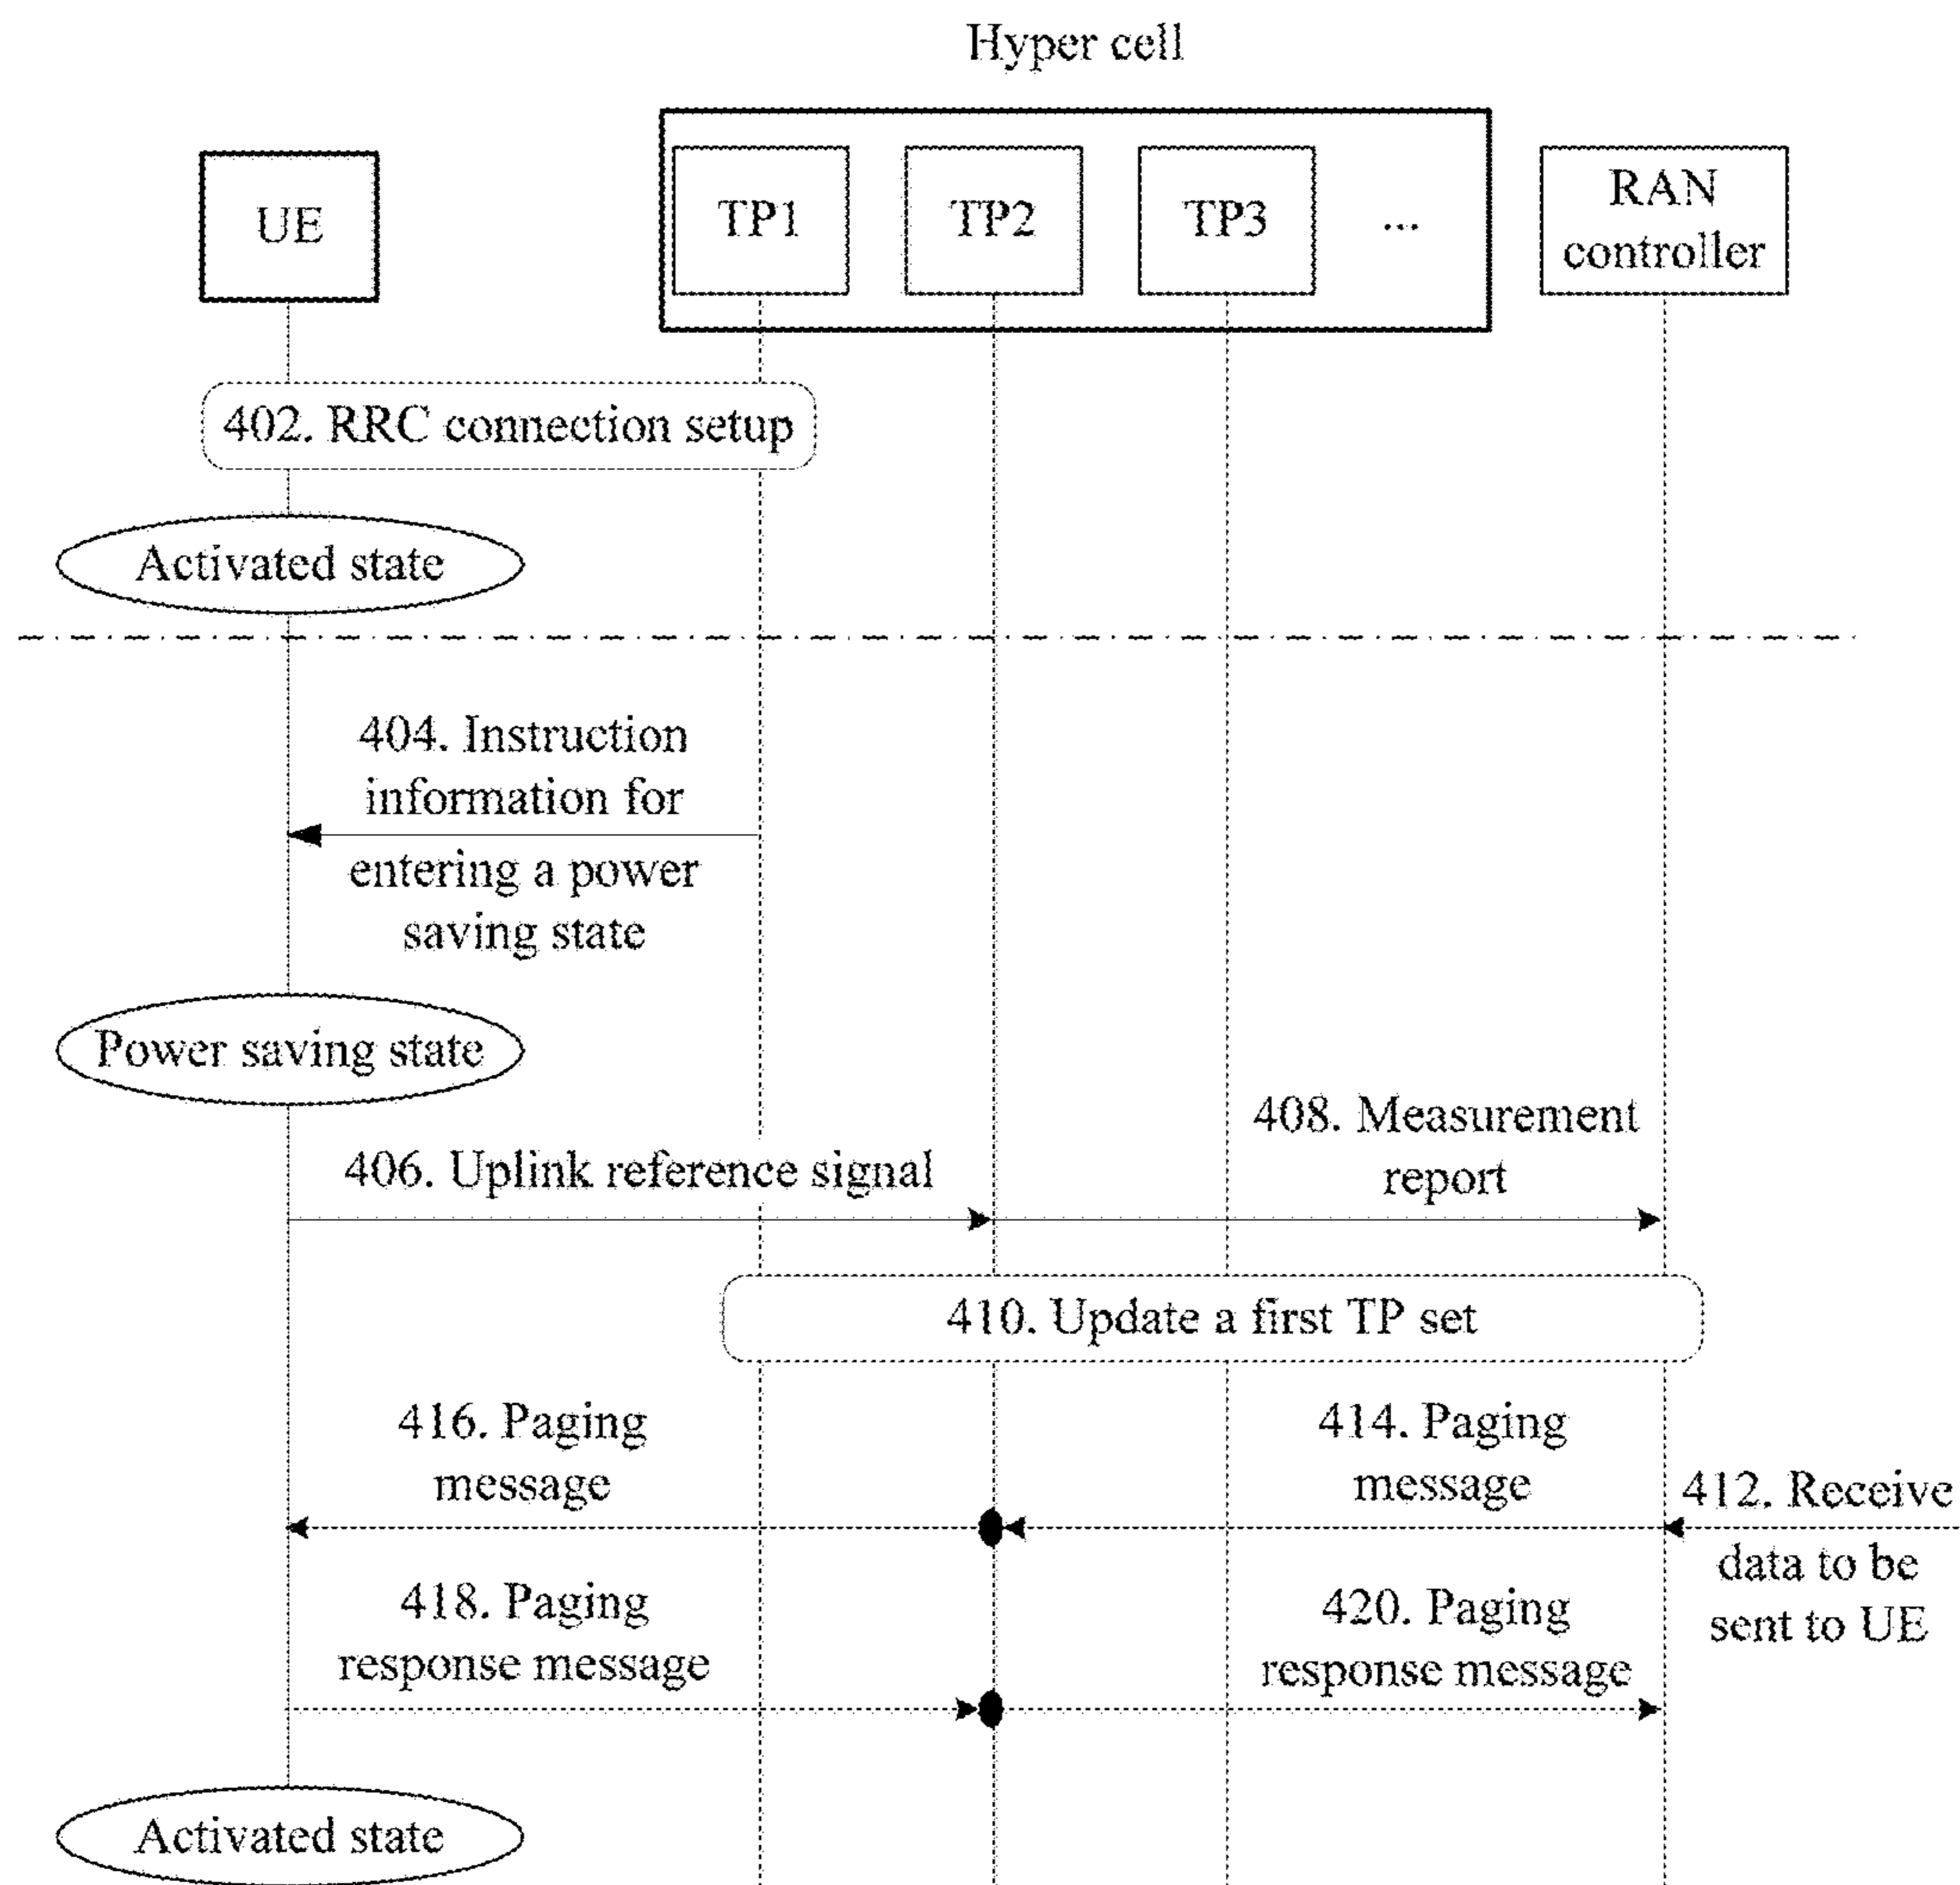 Hyper cell
UE
TP1
TP2
TP3
...
RAN
controller
402. RRC connection setup
Activated state
404. Instruction
information for
entering a power
saving state
Power saving state
406. Uplink reference signal
408. Measurement
report
410. Update a first TP set
416. Paging
message
414. Paging
message
412. Receive
data to be
sent to UE
418. Paging
response message
420. Paging
response message
Activated state